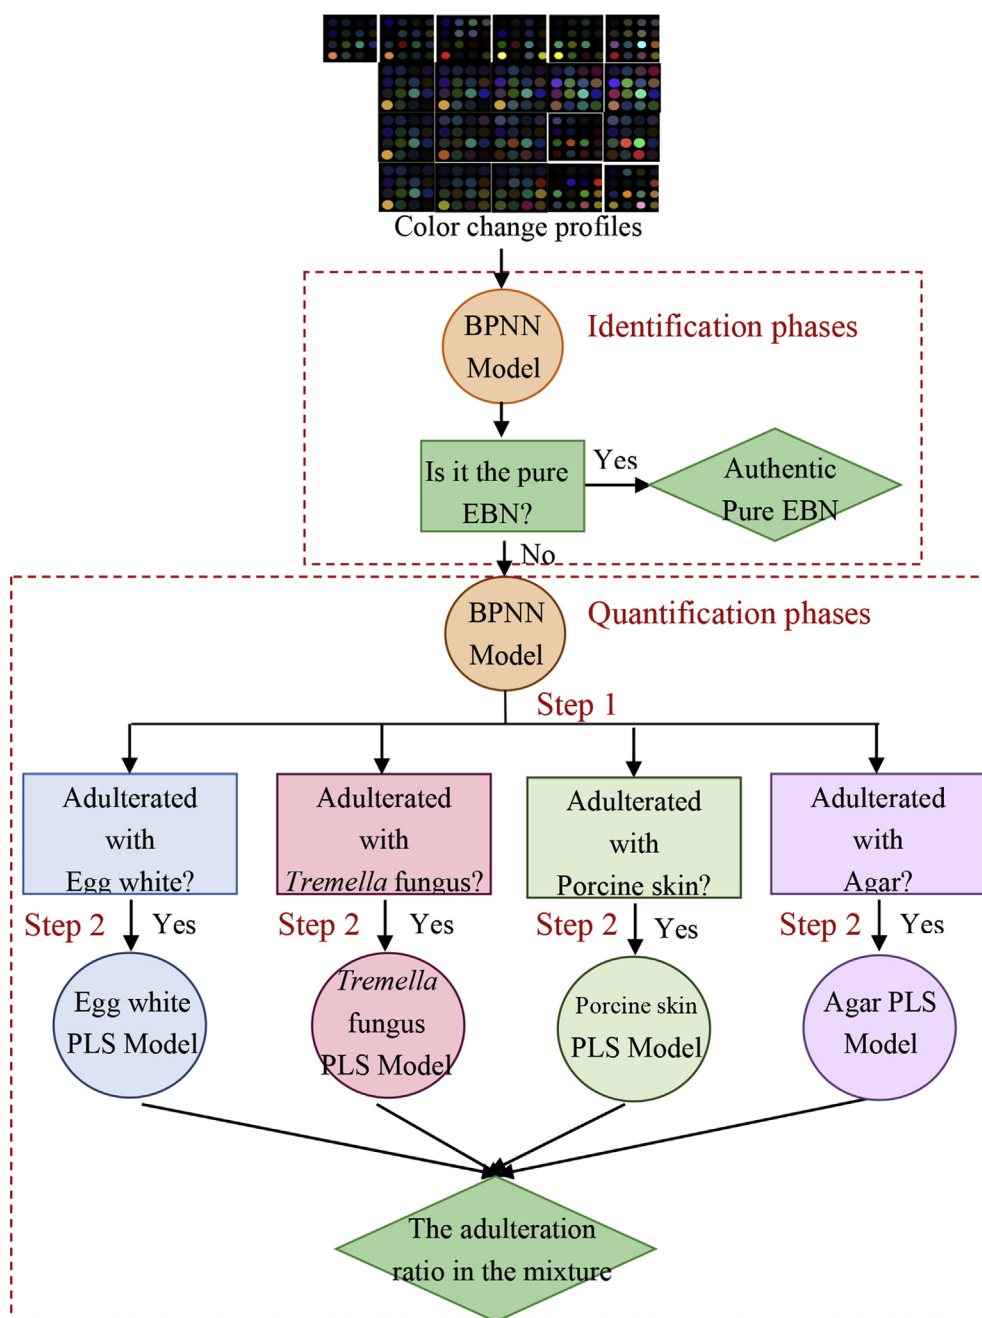 Color change profiles
BPNN
Model
Identification phases
Is it the pure
EBN?
Yes
Authentic
Pure EBN
No
BPNN
Model
Quantification phases
Step 1
Adulterated
with
Egg white?
Adulterated
with
Tremella fungus?
Adulterated
with
Porcine skin?
Adulterated
with
Agar?
Step 2
Yes
Step 2
Yes
Step 2
Yes
Step 2
Yes
Egg white
PLS Model
Tremella
fungus
PLS Model
Porcine skin
PLS Model
Agar PLS
Model
The adulteration
ratio in the mixture